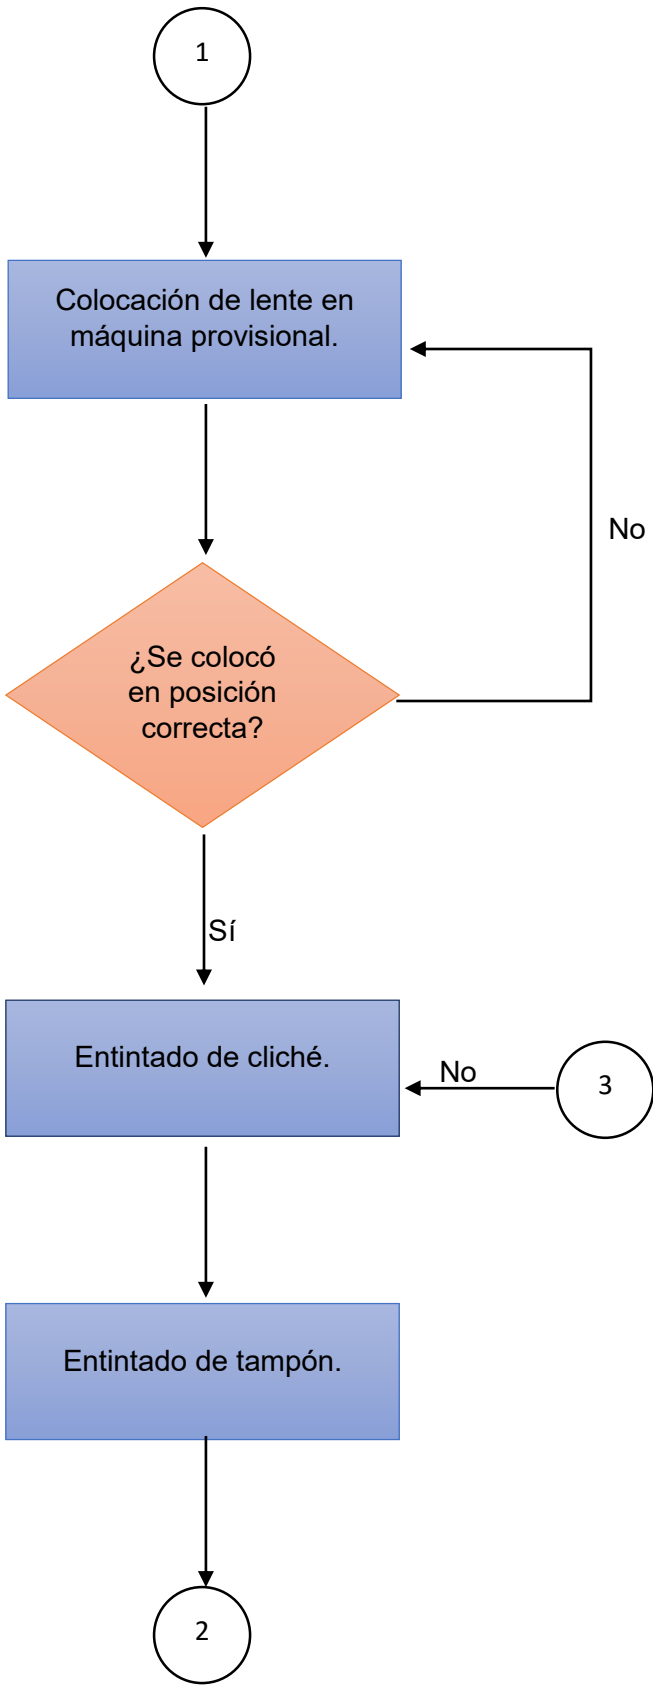 1
Colocación de lente en
máquina provisional.
No
¿Se colocó
en posición
correcta?
Sí
Entintado de cliché.
No
3
Entintado de tampón.
2